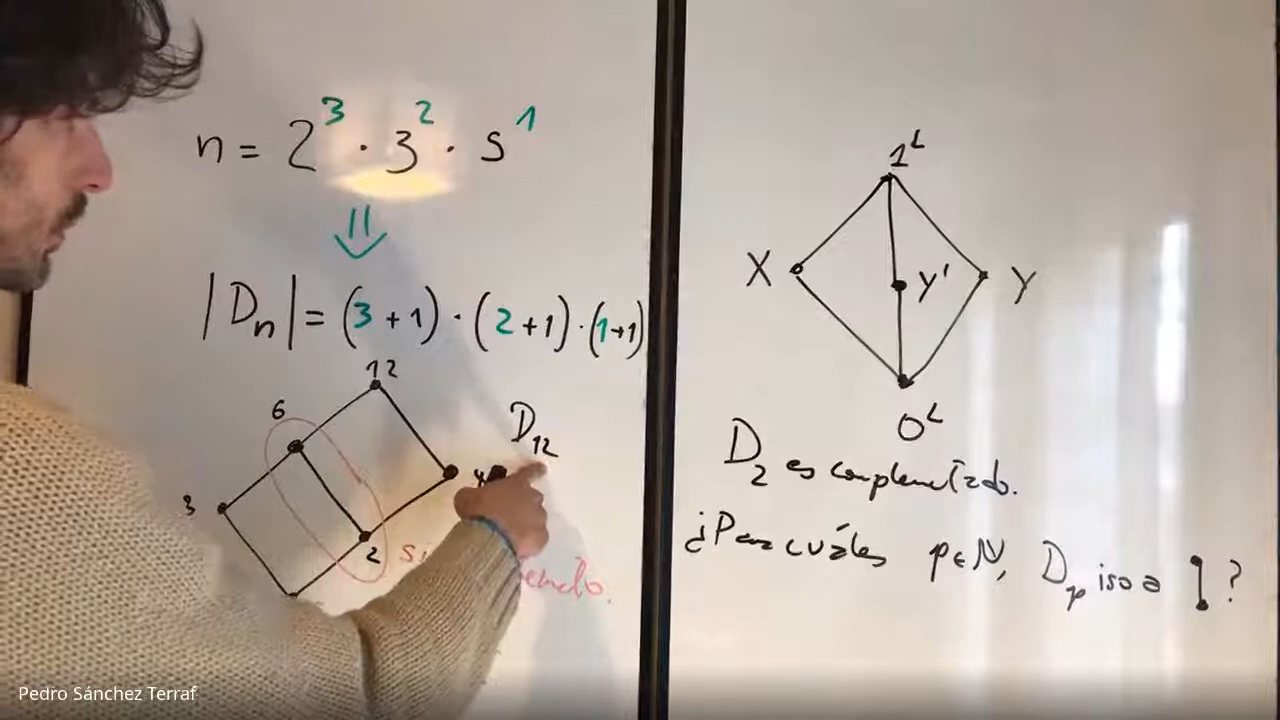 n = 2³ · 3² · 5¹
⇓
|Dₙ| = (3+1) · (2+1) · (1+1)
12
6
D₁₂
3
4
2
1ᴸ
X
Y'
Y
0ᴸ
D₂ es complementado.
¿Para cuáles p∈ℕ, Dₚ iso a ?
Pedro Sánchez Terraf